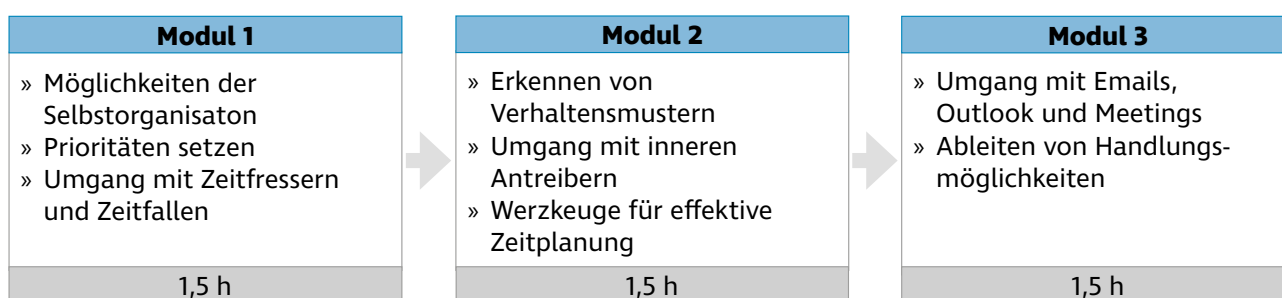 Modul 1
» Möglichkeiten der
Selbstorganisaton
» Prioritäten setzen
» Umgang mit Zeitfressern
und Zeitfallen
1,5 h
Modul 2
» Erkennen von
Verhaltensmustern
» Umgang mit inneren
Antreibern
» Werzkeuge für effektive
Zeitplanung
1,5 h
Modul 3
» Umgang mit Emails,
Outlook und Meetings
» Ableiten von Handlungs-
möglichkeiten
1,5 h